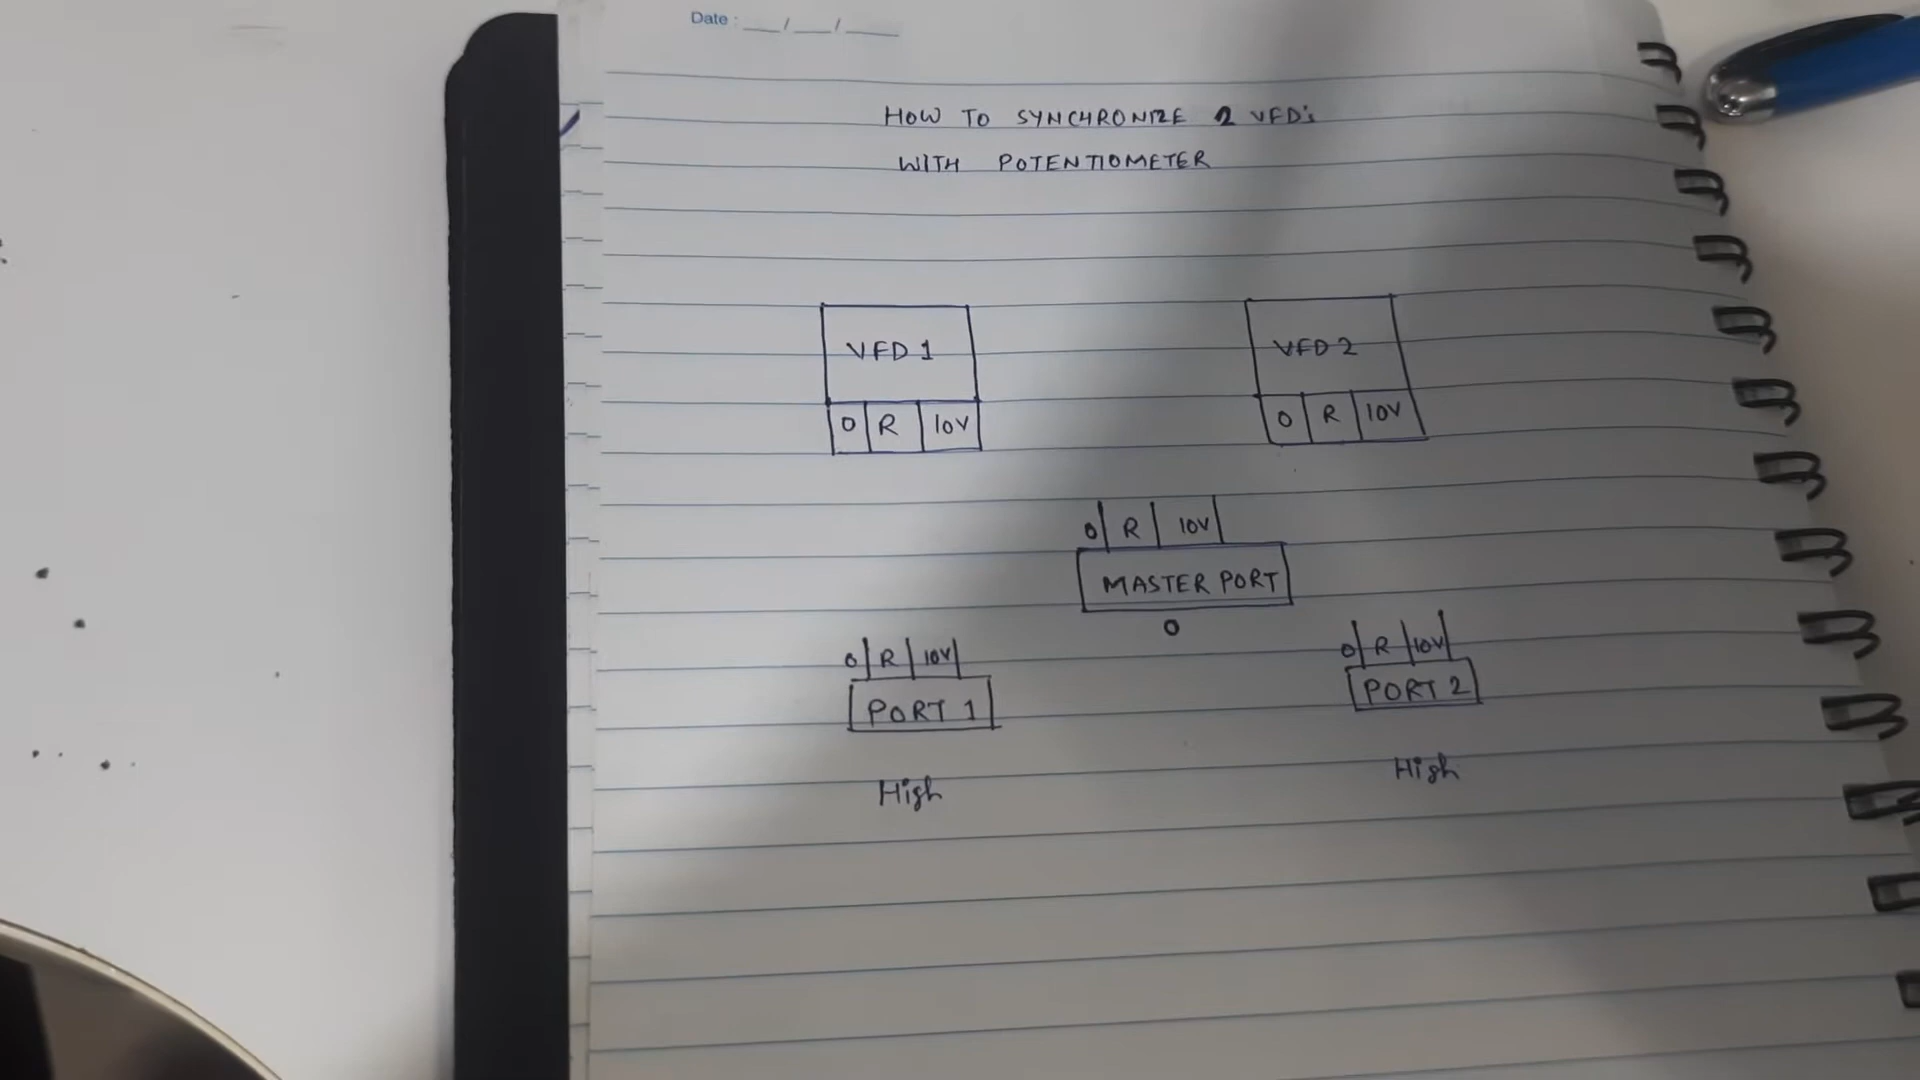 Date : ___/___/___
HOW TO SYNCHRONIZE 2 VFD's
WITH POTENTIOMETER
VFD 1
VFD 2
0 R 10V
0 R 10V
0 R 10V
MASTER PORT
0
0 R 10V
0 R 10V
PORT 1
PORT 2
High
High